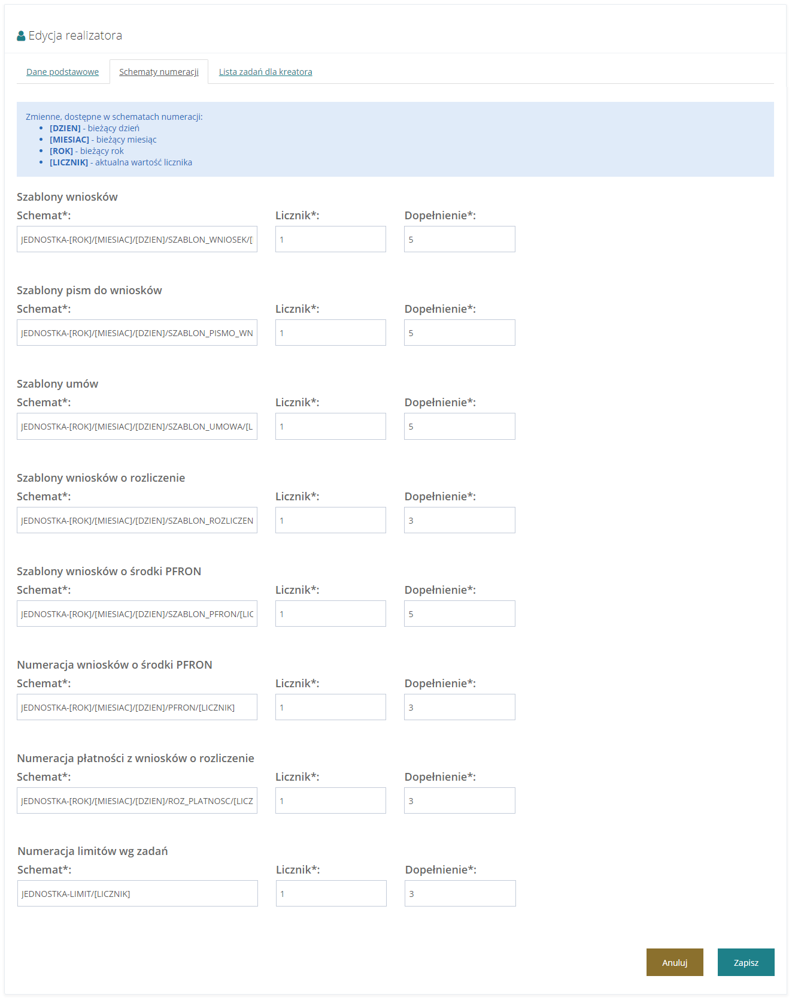 Edycja realizatora
Dane podstawowe Schematy numeracji Lista zadań dla kreatora
Zmienne, dostępne w schematach numeracji:
• [DZIEN] - bieżący dzień
• [MIESIAC] - bieżący miesiąc
• [ROK] - bieżący rok
• [LICZNIK] - aktualna wartość licznika
Szablony wniosków
Schemat*: Licznik*: Dopełnienie*:
JEDNOSTKA-[ROK]/[MIESIAC]/[DZIEN]/SZABLON_WNIOSEK/[ 1 5
Szablony pism do wniosków
Schemat*: Licznik*: Dopełnienie*:
JEDNOSTKA-[ROK]/[MIESIAC]/[DZIEN]/SZABLON_PISMO_WN 1 5
Szablony umów
Schemat*: Licznik*: Dopełnienie*:
JEDNOSTKA-[ROK]/[MIESIAC]/[DZIEN]/SZABLON_UMOWA/[L 1 5
Szablony wniosków o rozliczenie
Schemat*: Licznik*: Dopełnienie*:
JEDNOSTKA-[ROK]/[MIESIAC]/[DZIEN]/SZABLON_ROZLICZEN 1 3
Szablony wniosków o środki PFRON
Schemat*: Licznik*: Dopełnienie*:
JEDNOSTKA-[ROK]/[MIESIAC]/[DZIEN]/SZABLON_PFRON/[LIC 1 5
Numeracja wniosków o środki PFRON
Schemat*: Licznik*: Dopełnienie*:
JEDNOSTKA-[ROK]/[MIESIAC]/[DZIEN]/PFRON/[LICZNIK] 1 3
Numeracja płatności z wniosków o rozliczenie
Schemat*: Licznik*: Dopełnienie*:
JEDNOSTKA-[ROK]/[MIESIAC]/[DZIEN]/ROZ_PLATNOSC/[LICZ 1 3
Numeracja limitów wg zadań
Schemat*: Licznik*: Dopełnienie*:
JEDNOSTKA-LIMIT/[LICZNIK] 1 3
Anuluj Zapisz